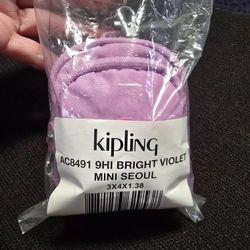 kipling
AC8491 9HI BRIGHT VIOLET
MINI SEOUL
3X4X1.38